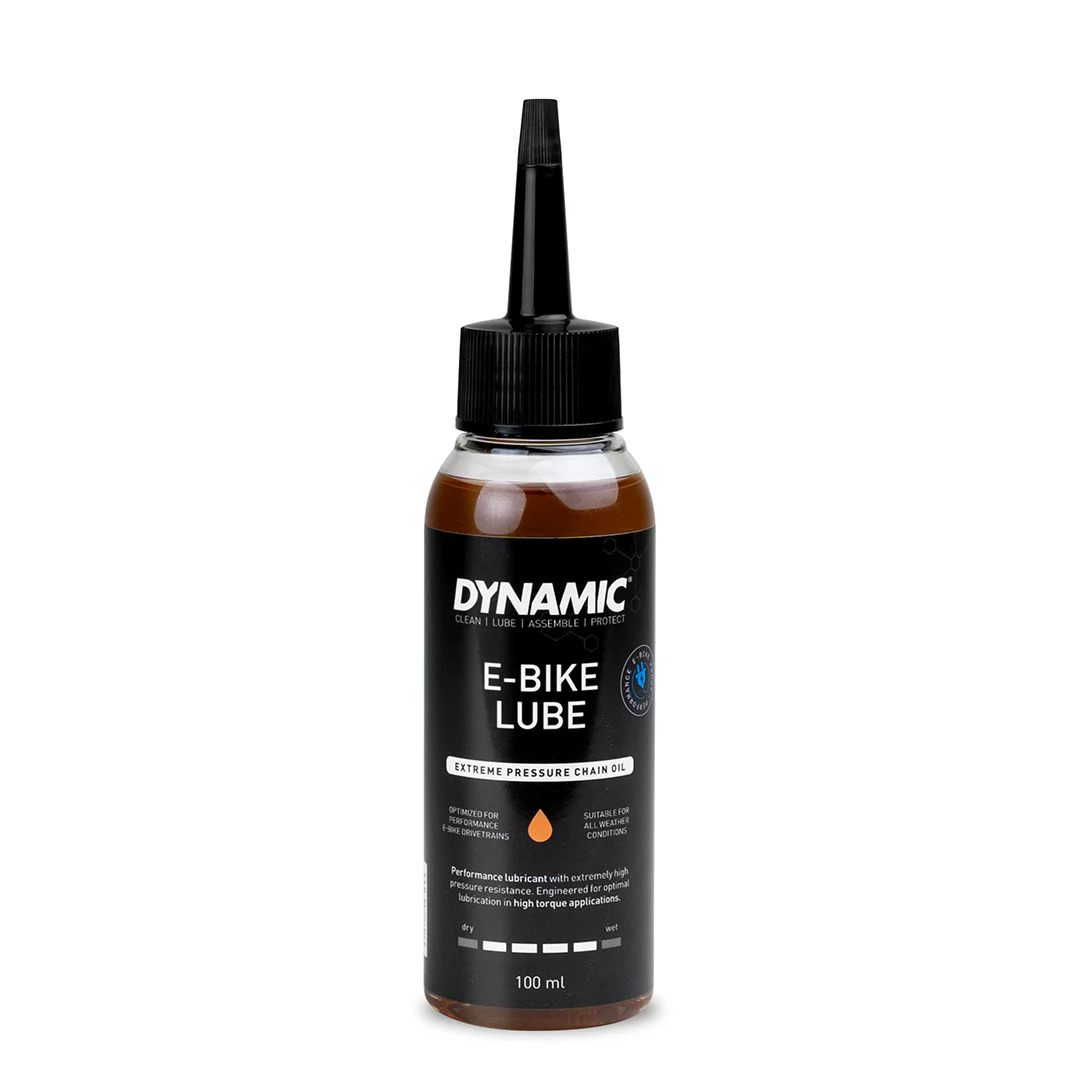 DYNAMIC®
CLEAN | LUBE | ASSEMBLE | PROTECT
E-BIKE
LUBE
E-BIKE
PERFORMANCE
EXTREME PRESSURE CHAIN OIL
OPTIMIZED FOR
PERFORMANCE
E-BIKE DRIVETRAINS
SUITABLE FOR
ALL WEATHER
CONDITIONS
Performance lubricant with extremely high
pressure resistance. Engineered for optimal
lubrication in high torque applications.
dry
wet
100 ml